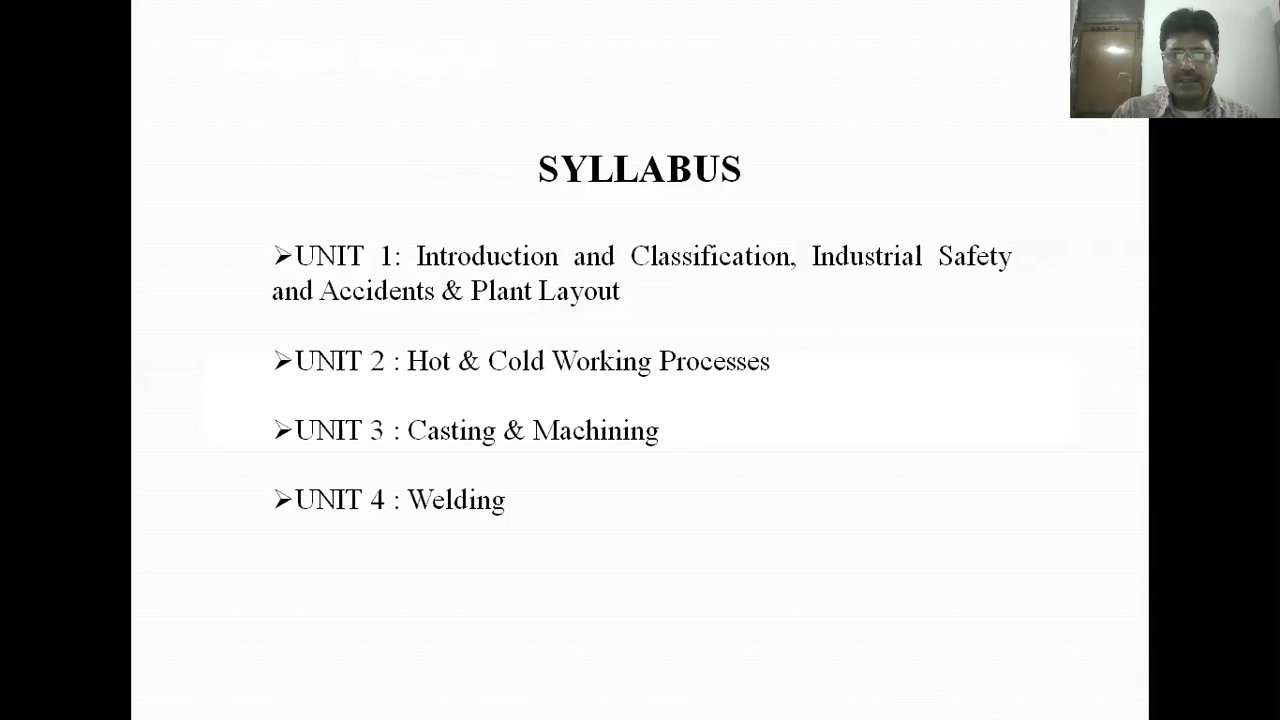 SYLLABUS
➢UNIT 1: Introduction and Classification, Industrial Safety
and Accidents & Plant Layout
➢UNIT 2 : Hot & Cold Working Processes
➢UNIT 3 : Casting & Machining
➢UNIT 4 : Welding